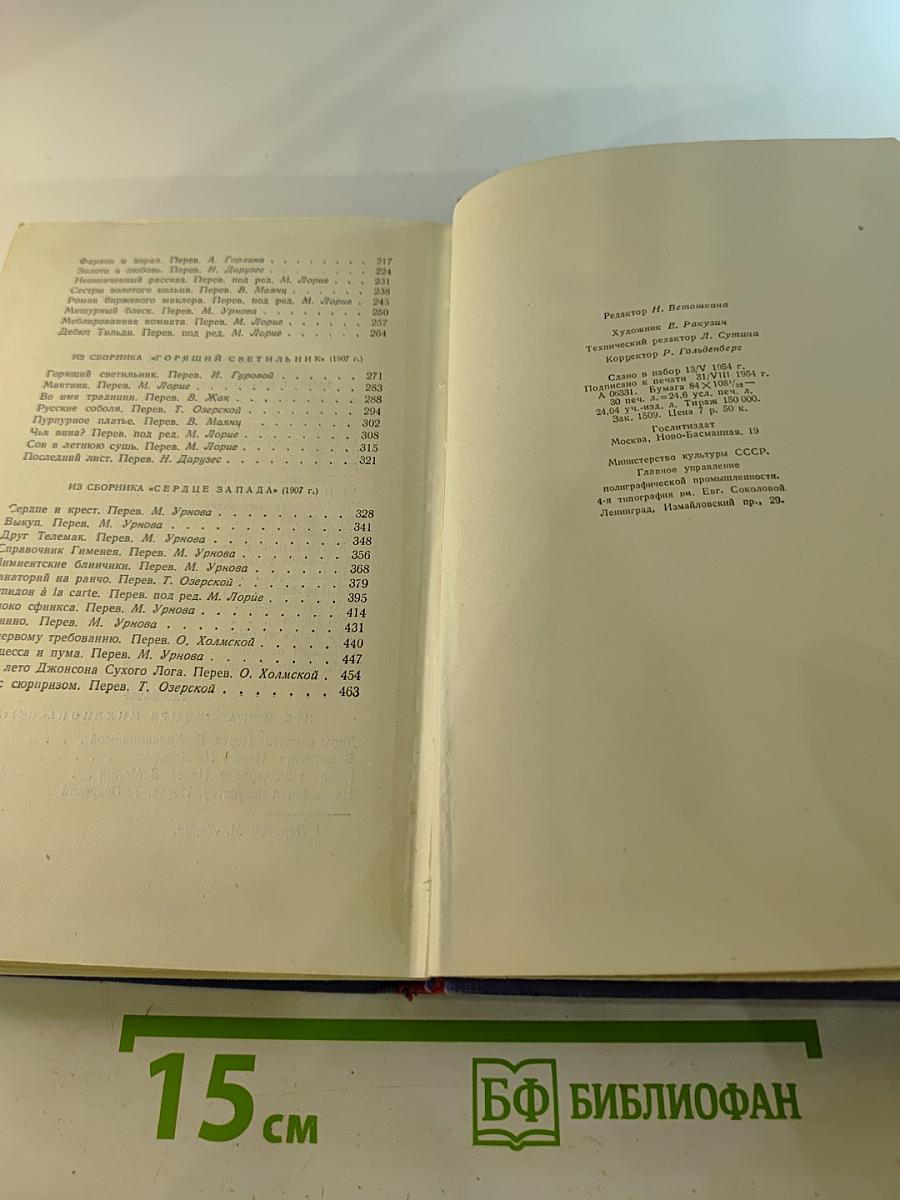 Фараон и хорал. Перев. А. Горлина . . . . . . . . 217
Золото и любовь. Перев. Н. Дарузес . . . . . . . . 224
Неоконченный рассказ. Перев. под ред. М. Лорие . . . 231
Сестры золотого кольца. Перев. В. Маянц . . . . . . 238
Роман биржевого маклера. Перев. под ред. М. Лорие . 245
Мишурный блеск. Перев. М. Урнова . . . . . . . . 250
Меблированная комната. Перев. М. Лорие . . . . . . 257
Дебют Тильди. Перев. под ред. М. Лорие . . . . . . 264
ИЗ СБОРНИКА «ГОРЯЩИЙ СВЕТИЛЬНИК» (1907 г.)
Горящий светильник. Перев. И. Гуровой . . . . . . 271
Маятник. Перев. М. Лорие . . . . . . . . . . . 283
Во имя традиции. Перев. В. Жак . . . . . . . . . 288
Русские соболя. Перев. Т. Озерской . . . . . . . . 294
Пурпурное платье. Перев. В. Маянц . . . . . . . . 302
Чья вина? Перев. под ред. М. Лорие . . . . . . . . 308
Сон в летнюю сушь. Перев. М. Лорие . . . . . . . . 315
Последний лист. Перев. Н. Дарузес . . . . . . . . . 321
ИЗ СБОРНИКА «СЕРДЦЕ ЗАПАДА» (1907 г.)
Сердце и крест. Перев. М. Урнова . . . . . . . . . 328
Выкуп. Перев. М. Урнова . . . . . . . . . . . . 341
Друг Телемак. Перев. М. Урнова . . . . . . . . . 348
Справочник Гименея. Перев. М. Урнова . . . . . . . 356
Пимиентские блинчики. Перев. М. Урнова . . . . . . 368
анаторий на ранчо. Перев. Т. Озерской . . . . . . . 379
пидон à la carte. Перев. под ред. М. Лорие . . . . . 395
локо сфинкса. Перев. М. Урнова . . . . . . . . . 414
нино. Перев. М. Урнова . . . . . . . . . . . . 431
первому требованию. Перев. О. Холмской . . . . . . 440
цесса и пума. Перев. М. Урнова . . . . . . . . . 447
лето Джонсона Сухого Лога. Перев. О. Холмской . 454
с сюрпризом. Перев. Т. Озерской . . . . . . . 463
Редактор Н. Ветошкина
Художник Е. Ракузин
Технический редактор Л. Сутина
Корректор Р. Гольденберг
Сдано в набор 13/V 1954 г.
Подписано к печати 31/VIII 1954 г.
А 06331. Бумага 84×108¹/₃₂—
30 печ. л.=24,6 усл. печ. л.
24,04 уч.-изд. л. Тираж 150 000.
Зак. 1509. Цена 7 р. 50 к.
Гослитиздат
Москва, Ново-Басманная, 19
Министерство культуры СССР.
Главное управление
полиграфической промышленности.
4-я типография им. Евг. Соколовой
Ленинград, Измайловский пр., 29.
15 см
БФ БИБЛИОФАН